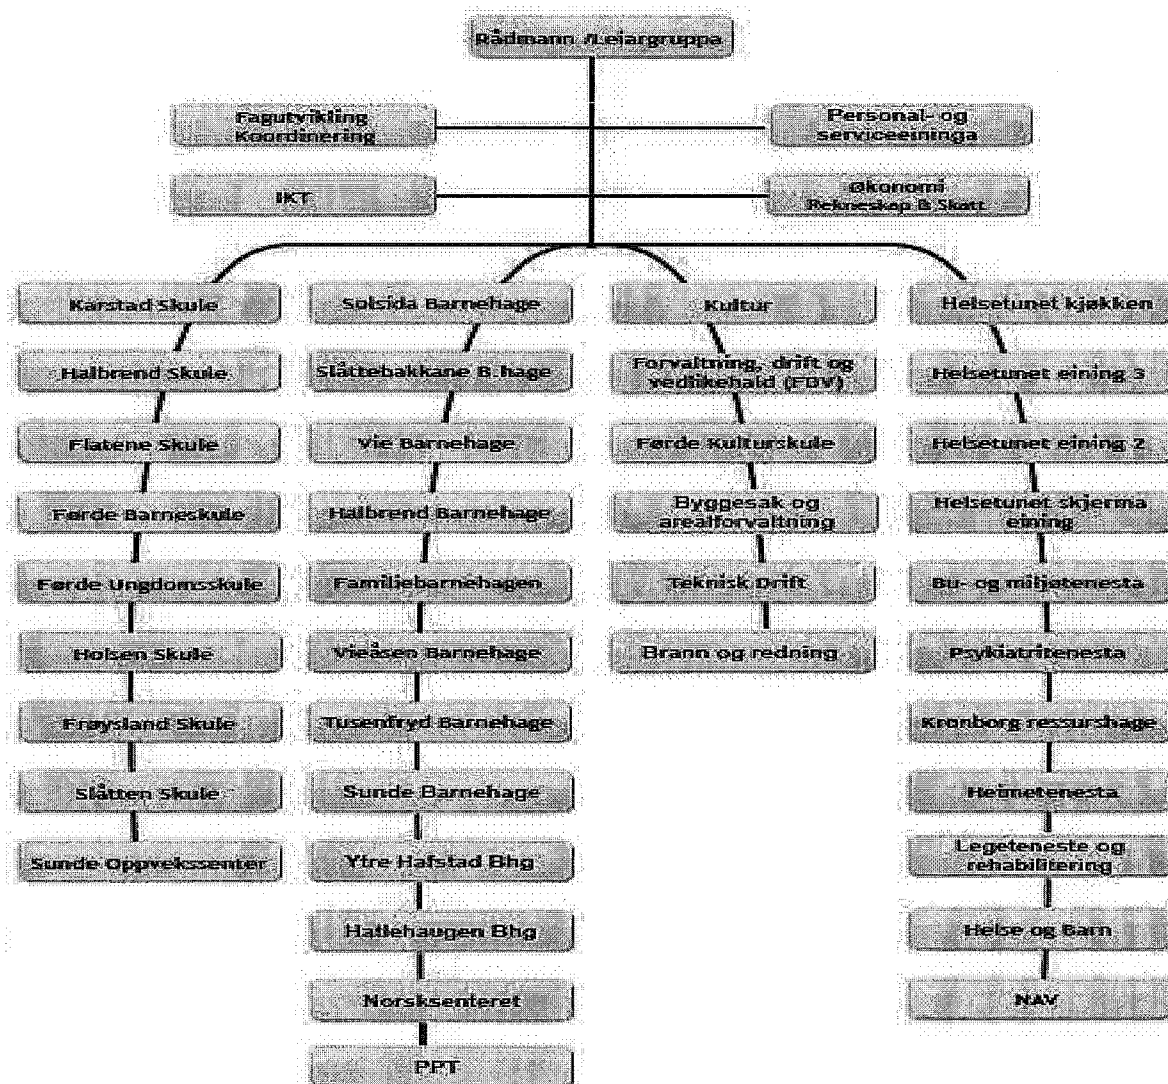 Rådmann /Leiargruppa
Fagutvikling
Koordinering
Personal- og
serviceeininga
IKT
Økonomi
Rekneskap & Skatt
Karstad Skule
Halbrend Skule
Flatene Skule
Førde Barneskule
Førde Ungdomsskule
Holsen Skule
Frøysland Skule
Slåtten Skule
Sunde Oppvekssenter
Solsida Barnehage
Slåttebakkane B.hage
Vie Barnehage
Halbrend Barnehage
Familiebarnehagen
Vieåsen Barnehage
Tusenfryd Barnehage
Sunde Barnehage
Ytre Hafstad Bhg
Hallehaugen Bhg
Norsksenteret
PPT
Kultur
Forvaltning, drift og
vedlikehald (FDV)
Førde Kulturskule
Byggesak og
arealforvaltning
Teknisk Drift
Brann og redning
Helsetunet kjøkken
Helsetunet eining 3
Helsetunet eining 2
Helsetunet skjerma
eining
Bu- og miljøtenesta
Psykiatritenesta
Kronborg ressurshage
Heimetenesta
Legeteneste og
rehabilitering
Helse og Barn
NAV